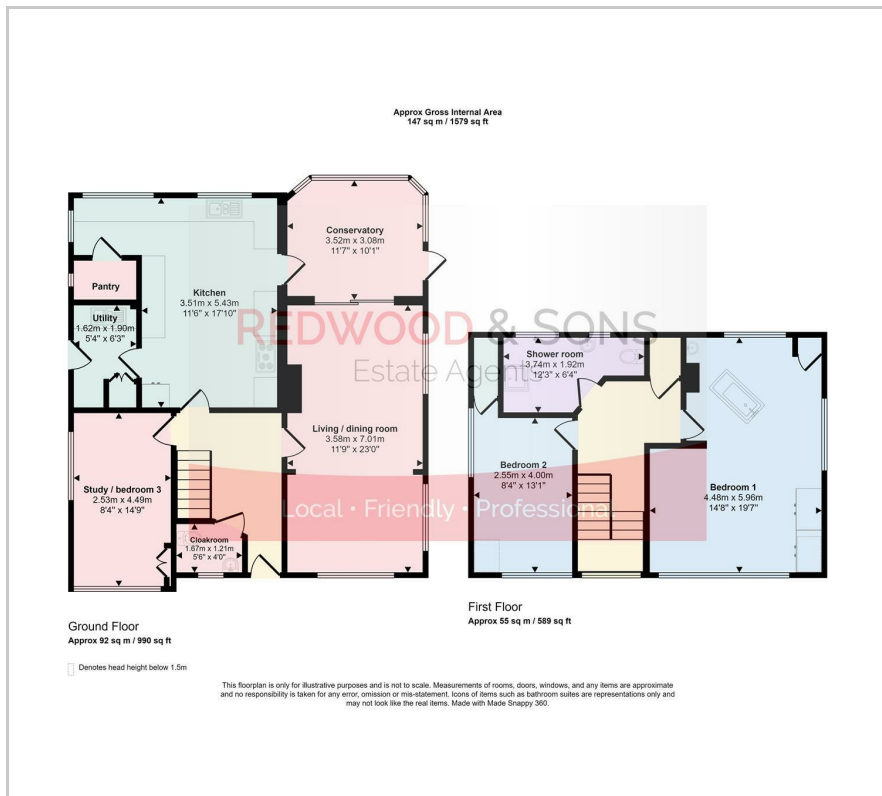 Approx Gross Internal Area
147 sq m / 1579 sq ft
Conservatory
3.52m x 3.08m
11'7" x 10'1"
Pantry
Kitchen
3.51m x 5.43m
11'6" x 17'10"
Utility
1.62m x 1.90m
5'4" x 6'3"
REDWOOD & SONS
Estate Agents
Shower room
3.74m x 1.92m
12'3" x 6'4"
Living / dining room
3.58m x 7.01m
11'9" x 23'0"
Study / bedroom 3
2.53m x 4.49m
8'4" x 14'9"
Bedroom 2
2.55m x 4.00m
8'4" x 13'1"
Bedroom 1
4.48m x 5.96m
14'8" x 19'7"
Local • Friendly • Professional
Cloakroom
1.67m x 1.21m
5'6" x 4'0"
Ground Floor
Approx 92 sq m / 990 sq ft
First Floor
Approx 55 sq m / 589 sq ft
Denotes head height below 1.5m
This floorplan is only for illustrative purposes and is not to scale. Measurements of rooms, doors, windows, and any items are approximate
and no responsibility is taken for any error, omission or mis-statement. Icons of items such as bathroom suites are representations only and
may not look like the real items. Made with Made Snappy 360.